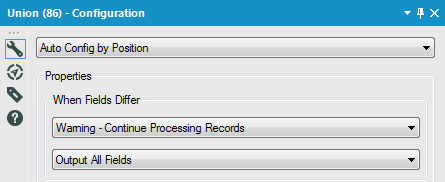 Union (86) - Configuration
Auto Config by Position
Properties
When Fields Differ
Warning - Continue Processing Records
Output All Fields